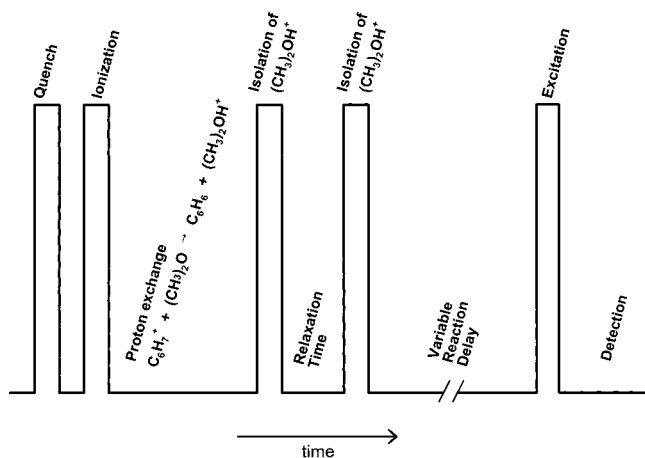 Quench
Ionization
Proton exchange
C₆H₇⁺ + (CH³)₂O → C₆H₆ + (CH₃)₂OH⁺
Isolation of
(CH₃)₂OH⁺
Relaxation
Time
Isolation of
(CH₃)₂OH⁺
Variable
Reaction
Delay
Excitation
Detection
time